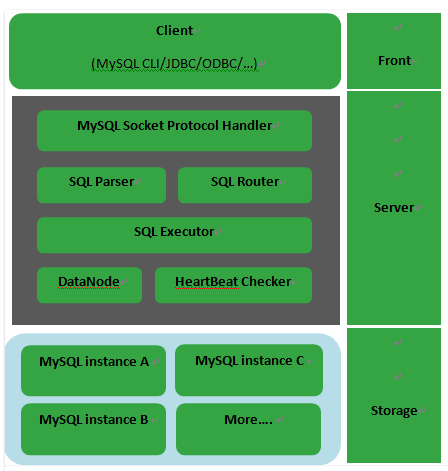 Client
(MySQL CLI/JDBC/ODBC/...)
Front
MySQL Socket Protocol Handler
SQL Parser
SQL Router
Server
SQL Executor
DataNode
HeartBeat Checker
MySQL instance A
MySQL instance C
Storage
MySQL instance B
More....